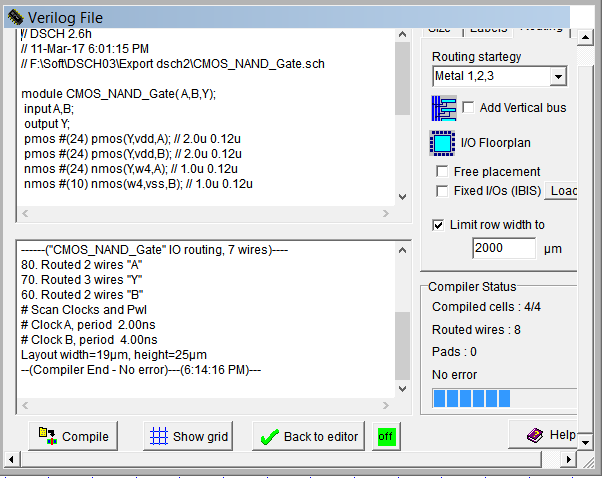 Verilog File
// DSCH 2.6h
// 11-Mar-17 6:01:15 PM
// F:\Soft\DSCH03\Export dsch2\CMOS_NAND_Gate.sch
module CMOS_NAND_Gate( A,B,Y);
input A,B;
output Y;
pmos #(24) pmos(Y,vdd,A); // 2.0u 0.12u
pmos #(24) pmos(Y,vdd,B); // 2.0u 0.12u
nmos #(24) nmos(Y,w4,A); // 1.0u 0.12u
nmos #(10) nmos(w4,vss,B); // 1.0u 0.12u
------("CMOS_NAND_Gate" IO routing, 7 wires)----
80. Routed 2 wires "A"
70. Routed 3 wires "Y"
60. Routed 2 wires "B"
# Scan Clocks and Pwl
# Clock A, period 2.00ns
# Clock B, period 4.00ns
Layout width=19µm, height=25µm
--(Compiler End - No error)---(6:14:16 PM)---
Size Labels Routing
Routing startegy
Metal 1,2,3
Add Vertical bus
I/O Floorplan
Free placement
Fixed I/Os (IBIS) Loac
Limit row width to
2000 µm
Compiler Status
Compiled cells : 4/4
Routed wires : 8
Pads : 0
No error
Compile Show grid Back to editor off Help